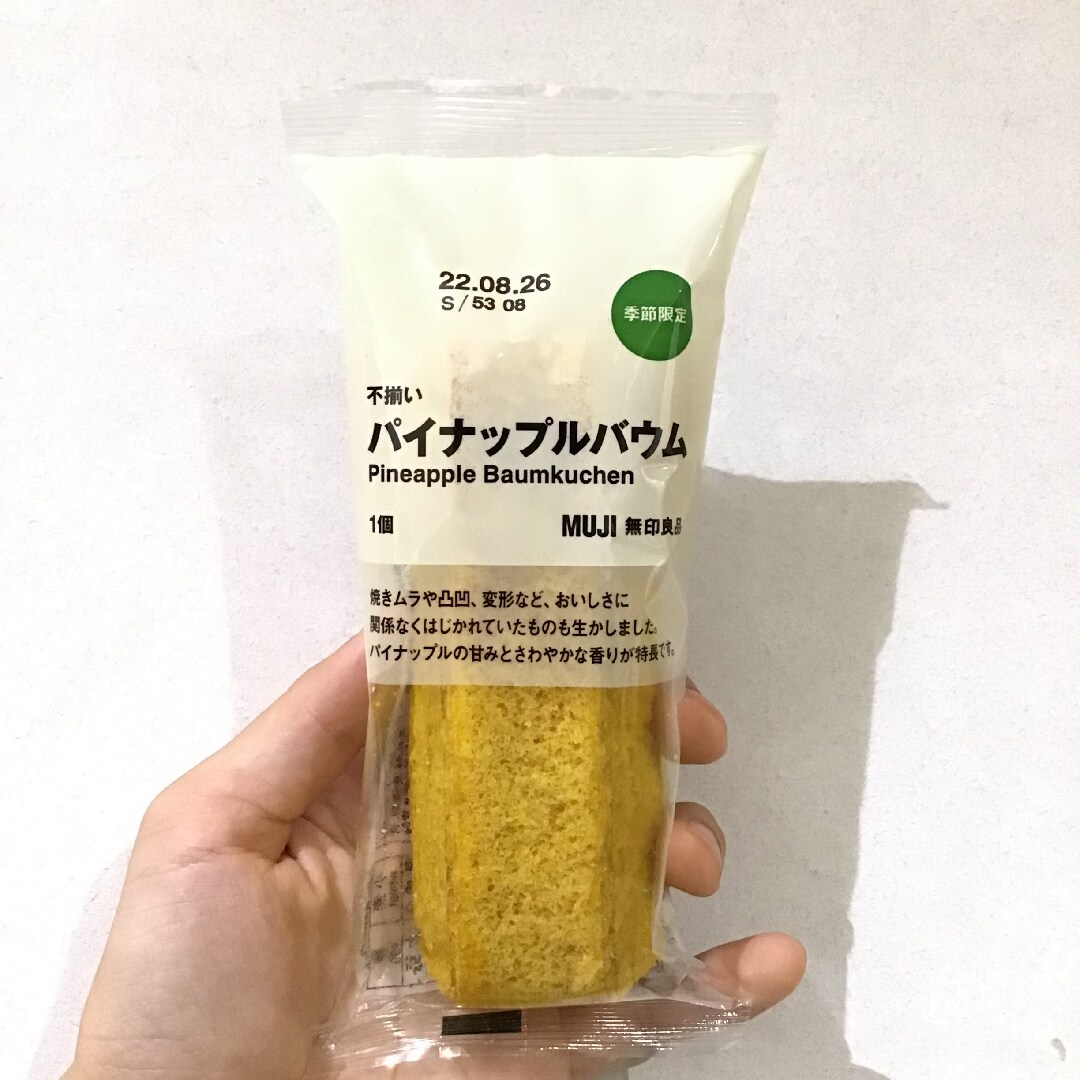 22.08.26
S/53 08
季節限定
不揃い
パイナップルバウム
Pineapple Baumkuchen
1個
MUJI 無印良品
焼きムラや凸凹、変形など、おいしさに
関係なくはじかれていたものも生かしました。
パイナップルの甘みとさわやかな香りが特長です。